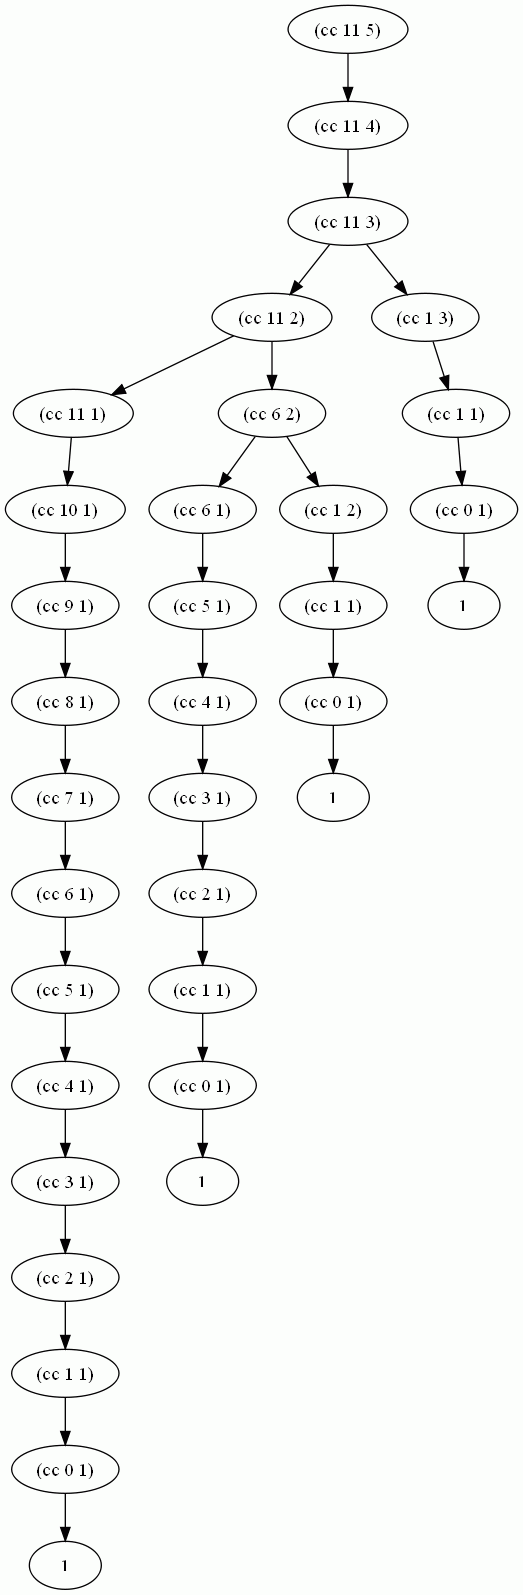 (cc 11 5)
(cc 11 4)
(cc 11 3)
(cc 11 2)
(cc 1 3)
(cc 11 1)
(cc 6 2)
(cc 1 1)
(cc 10 1)
(cc 6 1)
(cc 1 2)
(cc 0 1)
(cc 9 1)
(cc 5 1)
(cc 1 1)
1
(cc 8 1)
(cc 4 1)
(cc 0 1)
(cc 7 1)
(cc 3 1)
1
(cc 6 1)
(cc 2 1)
(cc 5 1)
(cc 1 1)
(cc 4 1)
(cc 0 1)
(cc 3 1)
1
(cc 2 1)
(cc 1 1)
(cc 0 1)
1